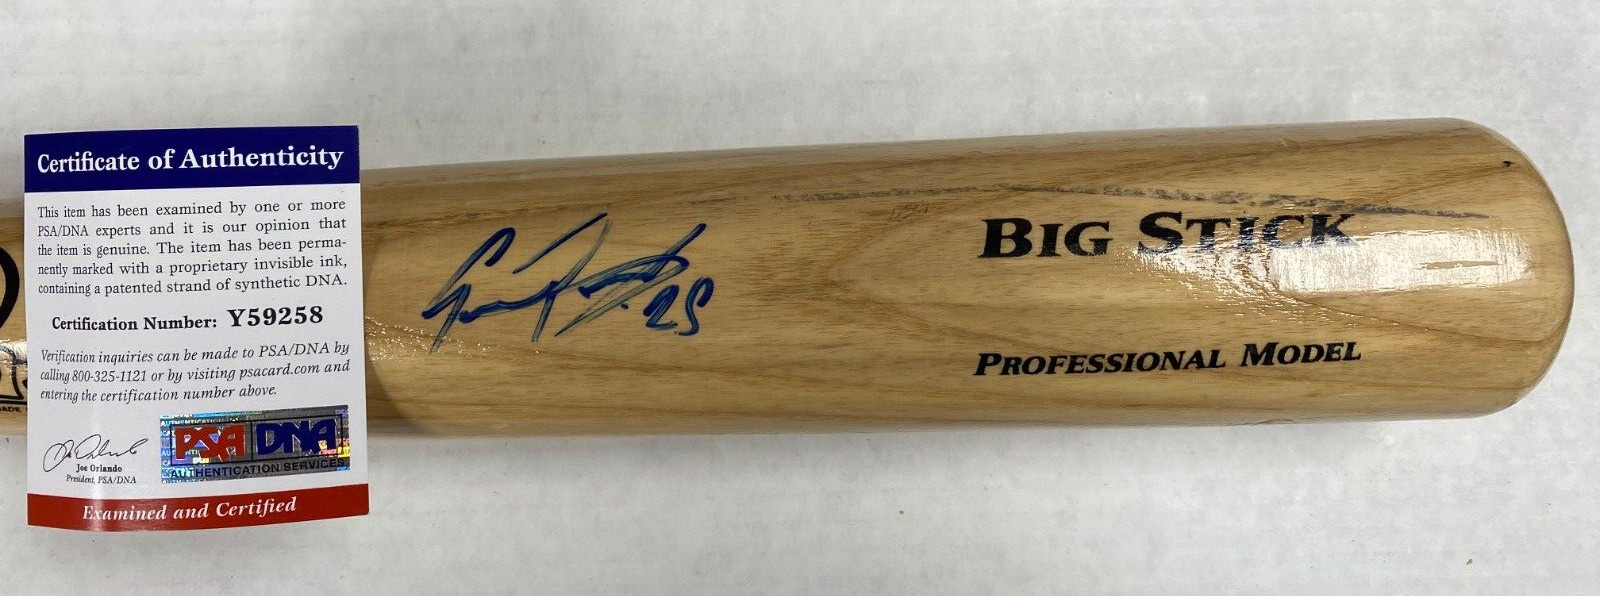 Certificate of Authenticity
This item has been examined by one or more
PSA/DNA experts and it is our opinion that
the item is genuine. The item has been perma-
nently marked with a proprietary invisible ink,
containing a patented strand of synthetic DNA.
Certification Number: Y59258
Verification inquiries can be made to PSA/DNA by
calling 800-325-1121 or by visiting psacard.com and
entering the certification number above.
PSA DNA
AUTHENTICATION SERVICES
Joe Orlando
President, PSA/DNA
Examined and Certified
25
BIG STICK
PROFESSIONAL MODEL